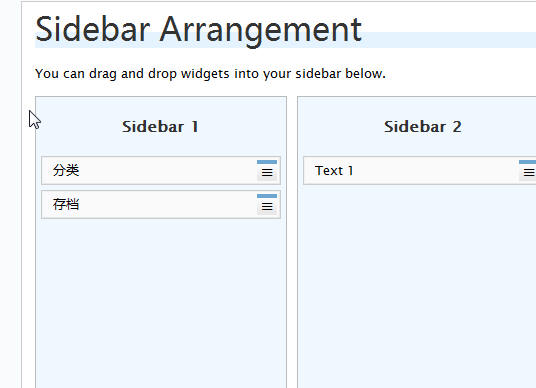 Sidebar Arrangement
You can drag and drop widgets into your sidebar below.
Sidebar 1
分类
存档
Sidebar 2
Text 1